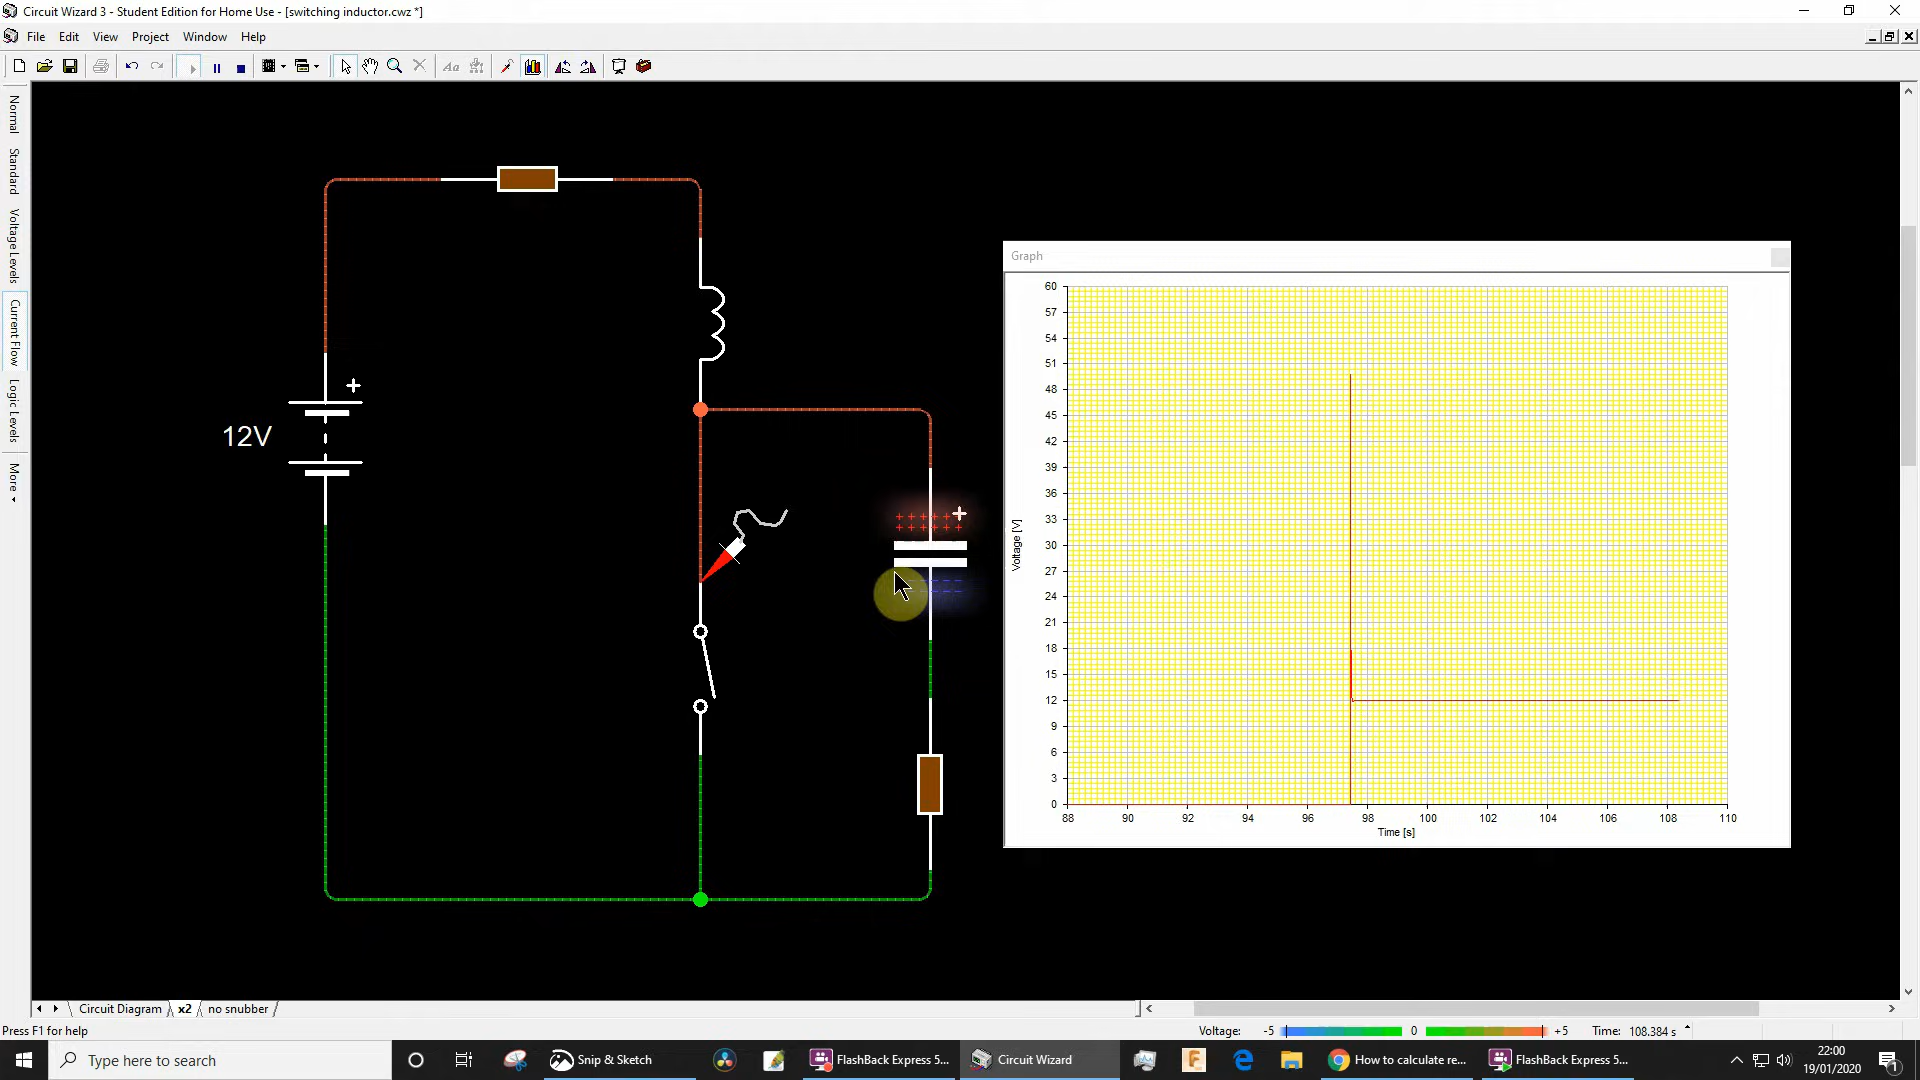 Circuit Wizard 3 - Student Edition for Home Use - [switching inductor.cwz *]
File Edit View Project Window Help
Aa
Normal
Standard
Voltage Levels
Current Flow
Logic Levels
More
12V
+
+
Graph
60
57
54
51
48
45
42
39
36
33
30
27
24
21
18
15
12
9
6
3
0
Voltage [V]
88 90 92 94 96 98 100 102 104 106 108 110
Time [s]
Circuit Diagram x2 no snubber
Press F1 for help
Voltage: -5 0 +5 Time: 108.384 s
Type here to search
Snip & Sketch
FlashBack Express 5...
Circuit Wizard
How to calculate re...
FlashBack Express 5...
22:00
19/01/2020
1